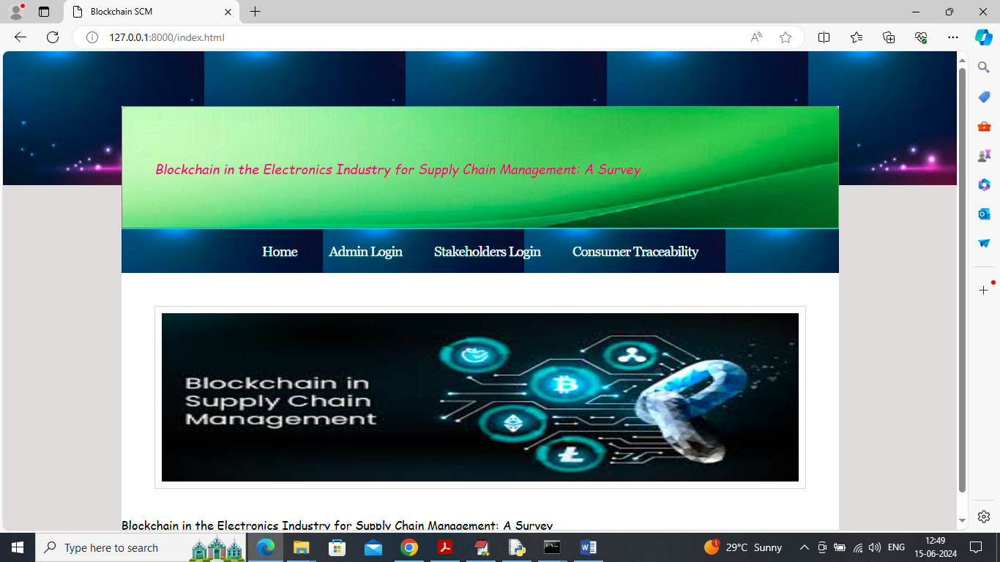 Blockchain SCM
127.0.0.1:8000/index.html
Blockchain in the Electronics Industry for Supply Chain Management: A Survey
Home Admin Login Stakeholders Login Consumer Traceability
Blockchain in
Supply Chain
Management
Blockchain in the Electronics Industry for Supply Chain Management: A Survey
Type here to search
1
29°C Sunny
ENG
12:49
15-06-2024